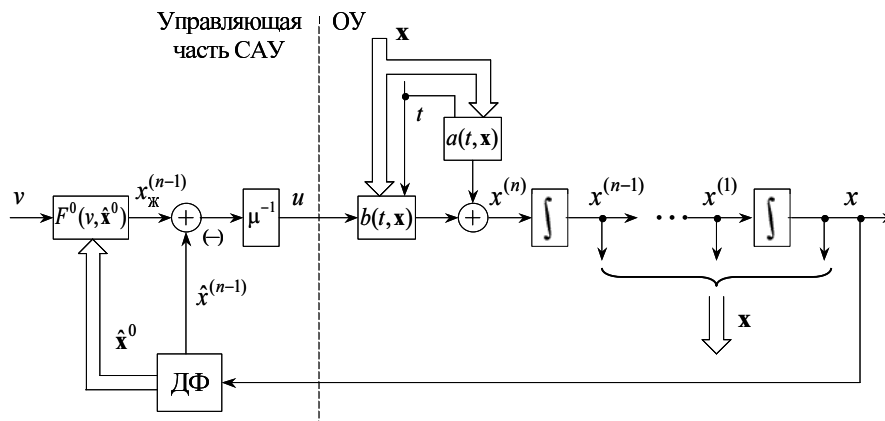 Управляющая
часть САУ
ОУ
x
t
a(t,x)
v
F⁰(v,x̂⁰)
x_ж^(n−1)
+
(−)
μ⁻¹
u
b(t,x)
+
x^(n)
∫
x^(n−1)
• • •
x^(1)
∫
x
x̂^(n−1)
x̂⁰
x
ДФ